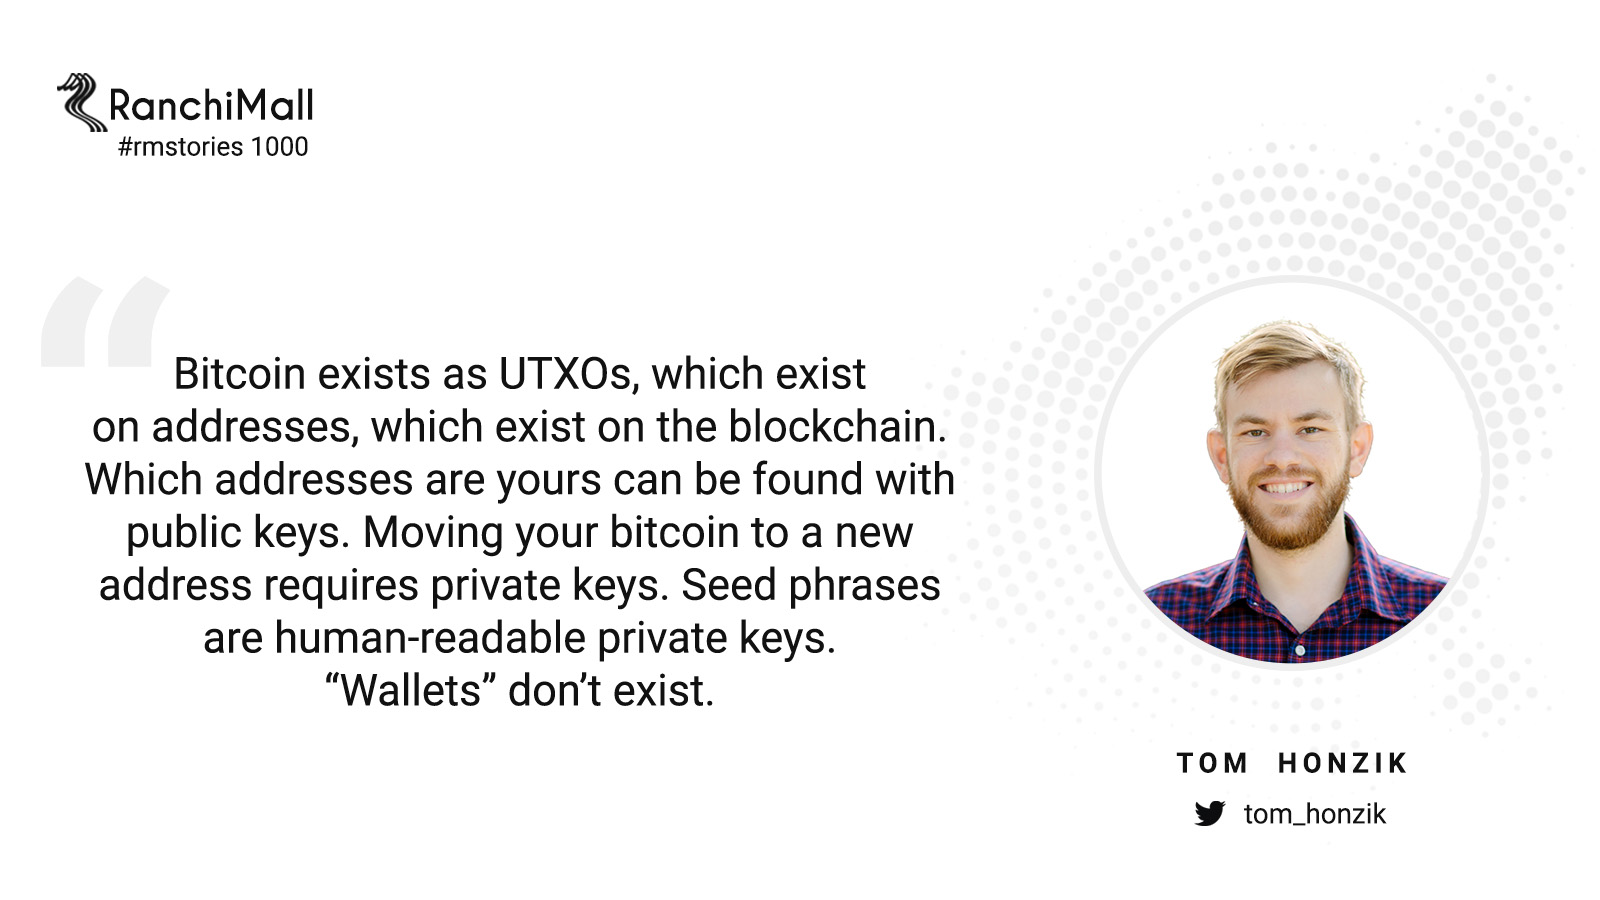 RanchiMall
#rmstories 1000
“
Bitcoin exists as UTXOs, which exist
on addresses, which exist on the blockchain.
Which addresses are yours can be found with
public keys. Moving your bitcoin to a new
address requires private keys. Seed phrases
are human-readable private keys.
“Wallets” don’t exist.
TOM HONZIK
tom_honzik